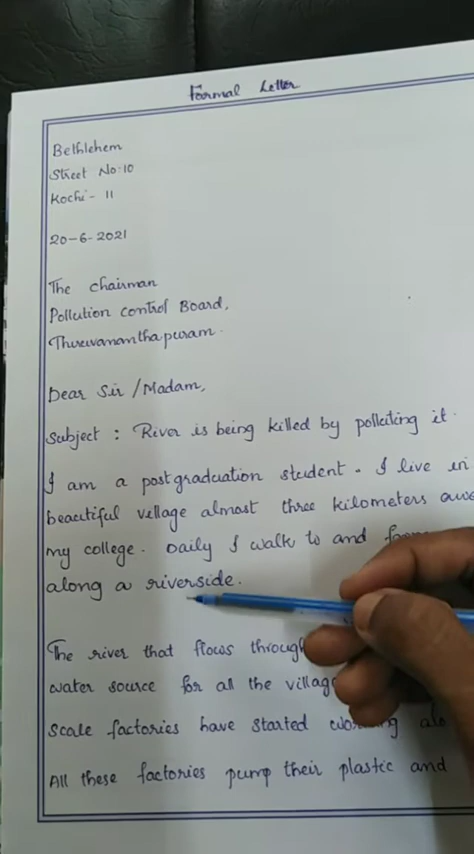 Formal Letter
Bethlehem
Street No: 10
Kochi - 11
20-6-2021
The chairman
Pollution control Board,
Thiruvananthapuram.
Dear Sir / Madam,
Subject : River is being killed by polluting it.
I am a postgraduation student. I live in
beautiful village almost three kilometers
my college. Daily I walk to and
along a riverside.
The river that flows through
water source for all the
Scale factories have started
All these factories pump their plastic and